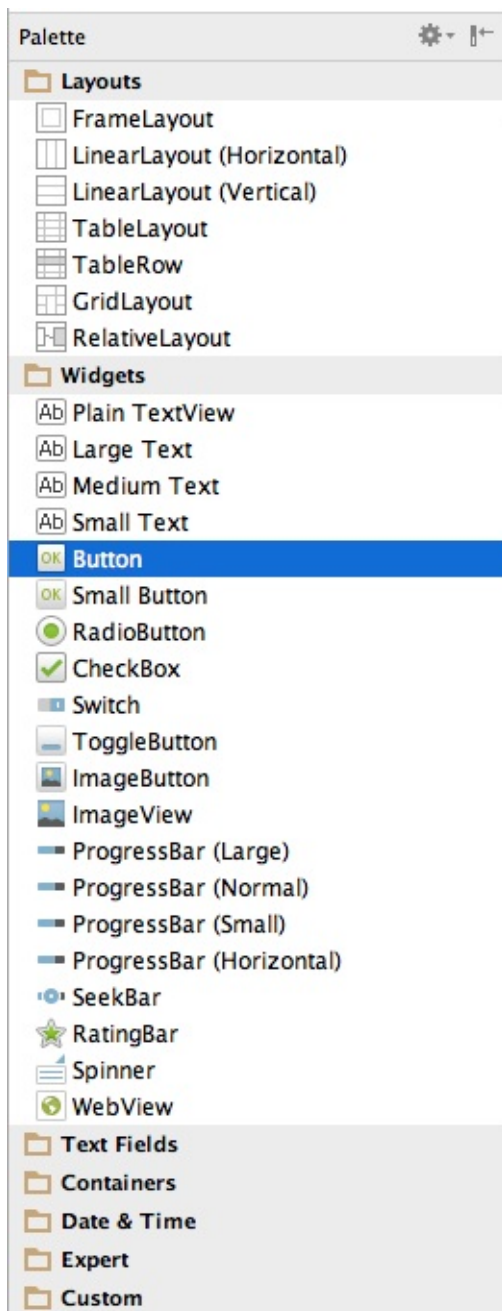 Palette
Layouts
FrameLayout
LinearLayout (Horizontal)
LinearLayout (Vertical)
TableLayout
TableRow
GridLayout
RelativeLayout
Widgets
Ab Plain TextView
Ab Large Text
Ab Medium Text
Ab Small Text
OK Button
OK Small Button
RadioButton
CheckBox
Switch
ToggleButton
ImageButton
ImageView
ProgressBar (Large)
ProgressBar (Normal)
ProgressBar (Small)
ProgressBar (Horizontal)
SeekBar
RatingBar
Spinner
WebView
Text Fields
Containers
Date & Time
Expert
Custom